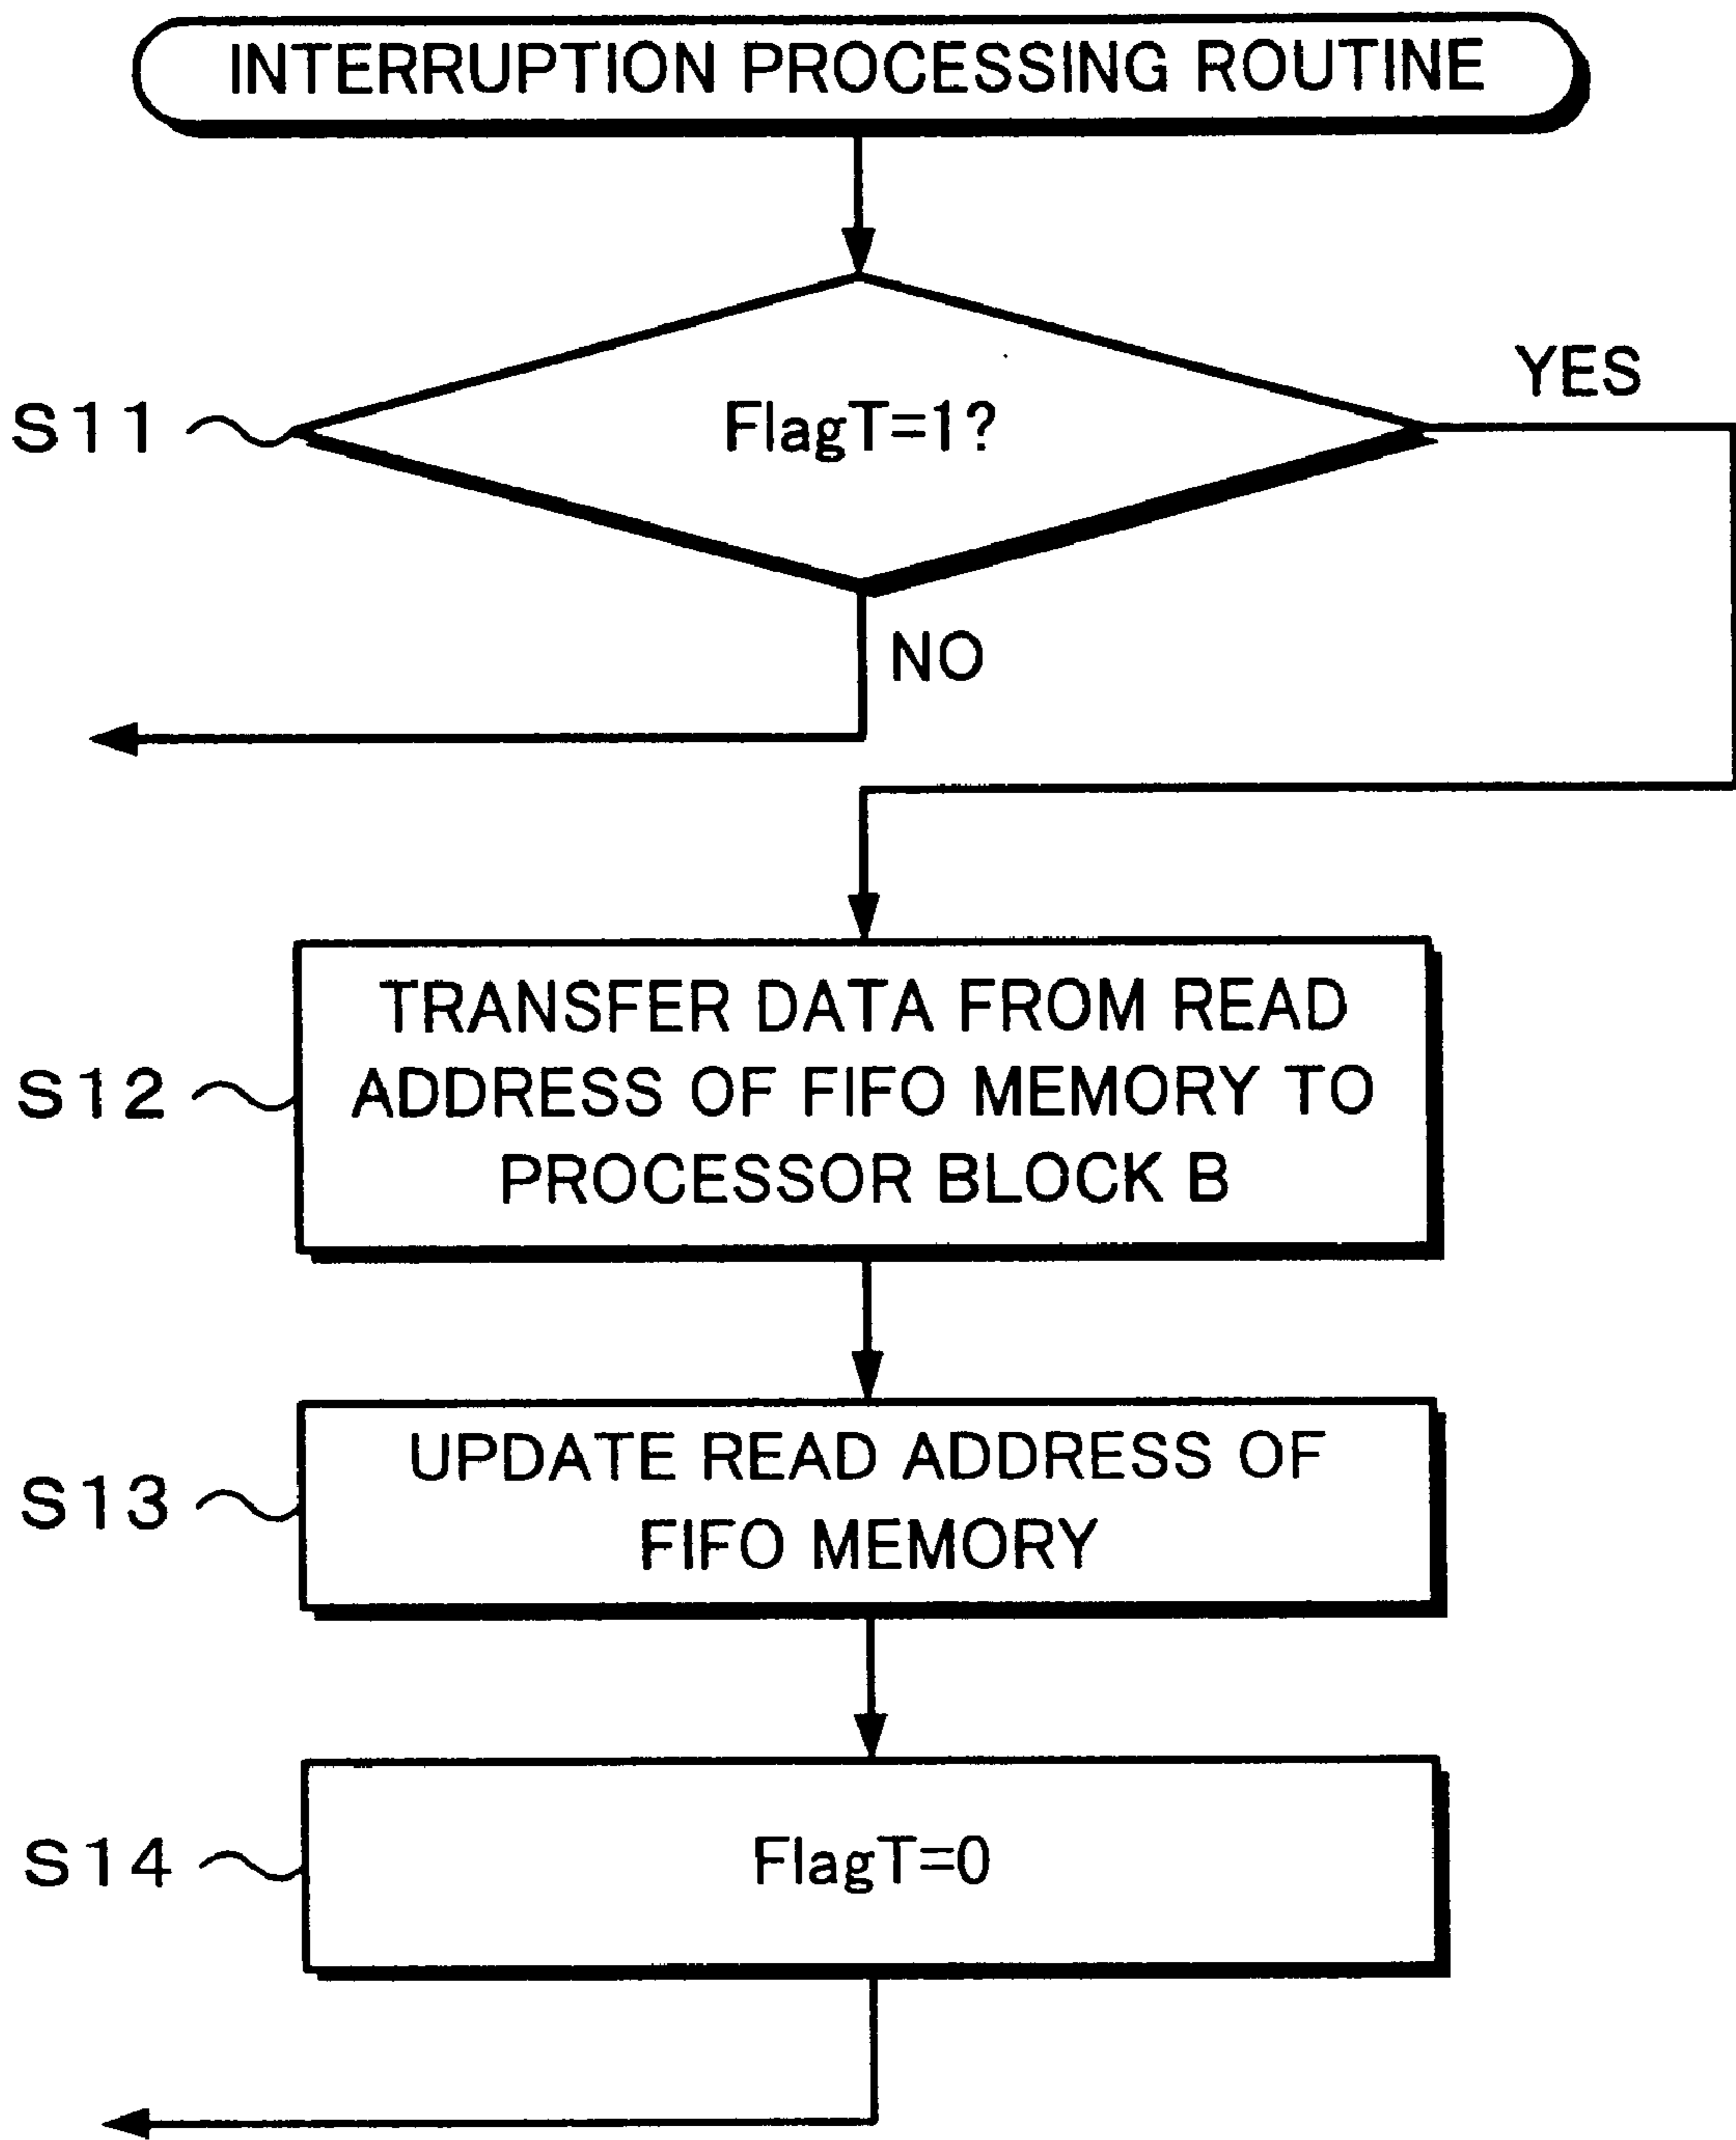 INTERRUPTION PROCESSING ROUTINE
S11
FlagT=1?
YES
NO
S12
TRANSFER DATA FROM READ
ADDRESS OF FIFO MEMORY TO
PROCESSOR BLOCK B
S13
UPDATE READ ADDRESS OF
FIFO MEMORY
S14
FlagT=0